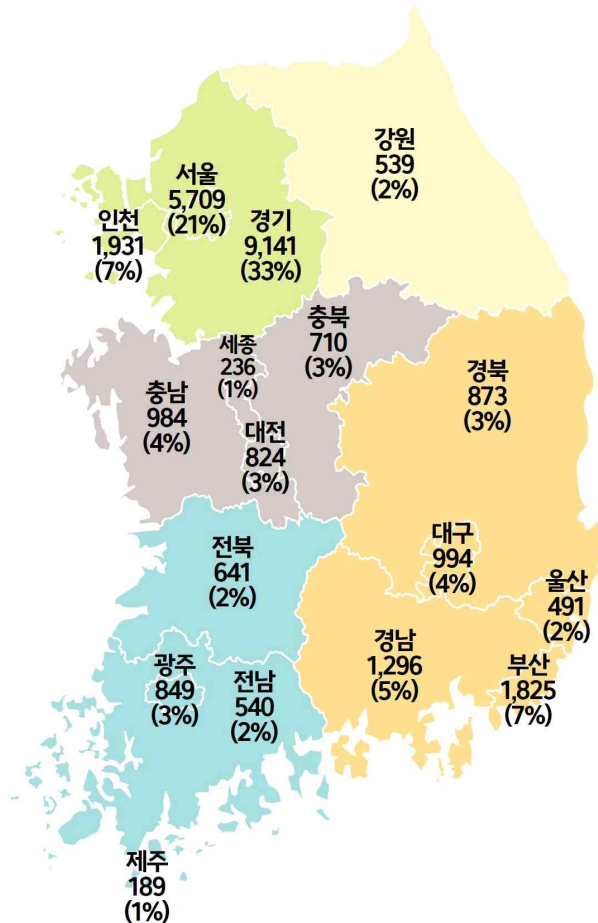 강원
539
(2%)
서울
5,709
(21%)
인천
1,931
(7%)
경기
9,141
(33%)
충북
710
(3%)
세종
236
(1%)
경북
873
(3%)
충남
984
(4%)
대전
824
(3%)
대구
994
(4%)
전북
641
(2%)
울산
491
(2%)
경남
1,296
(5%)
부산
1,825
(7%)
광주
849
(3%)
전남
540
(2%)
제주
189
(1%)